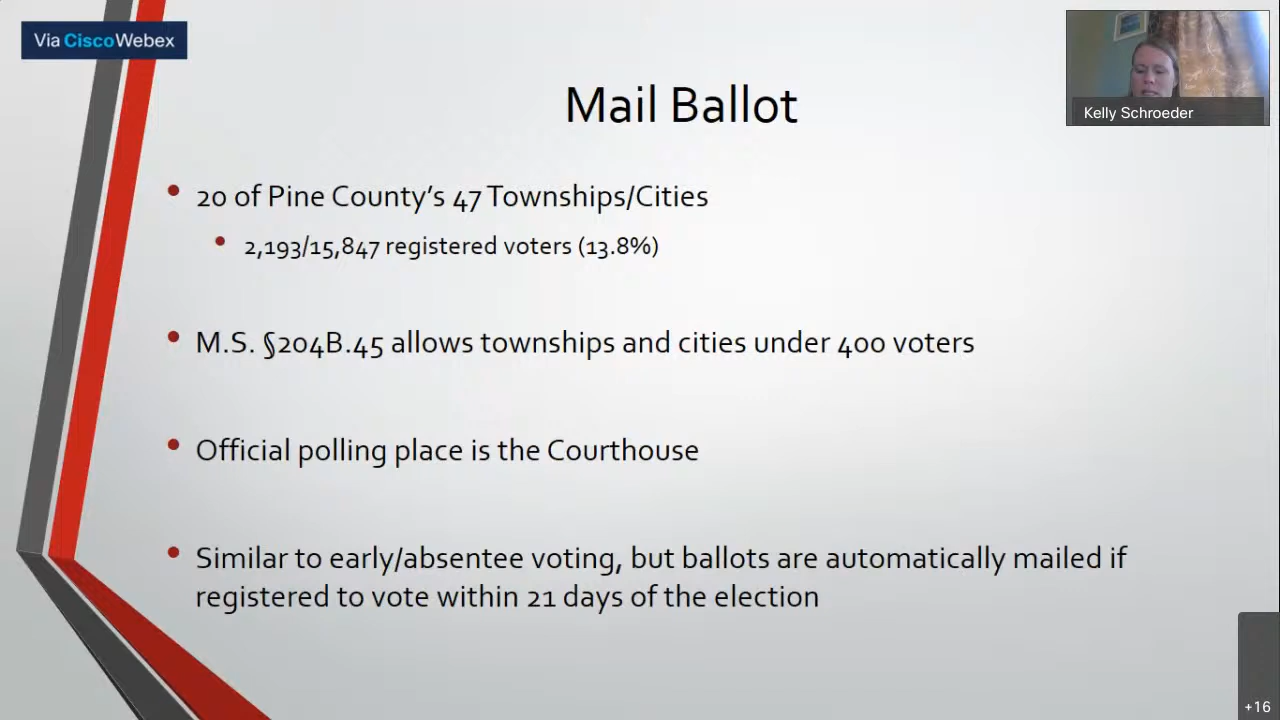 Via CiscoWebex
Kelly Schroeder
Mail Ballot
20 of Pine County’s 47 Townships/Cities
2,193/15,847 registered voters (13.8%)
M.S. §204B.45 allows townships and cities under 400 voters
Official polling place is the Courthouse
Similar to early/absentee voting, but ballots are automatically mailed if
registered to vote within 21 days of the election
+16